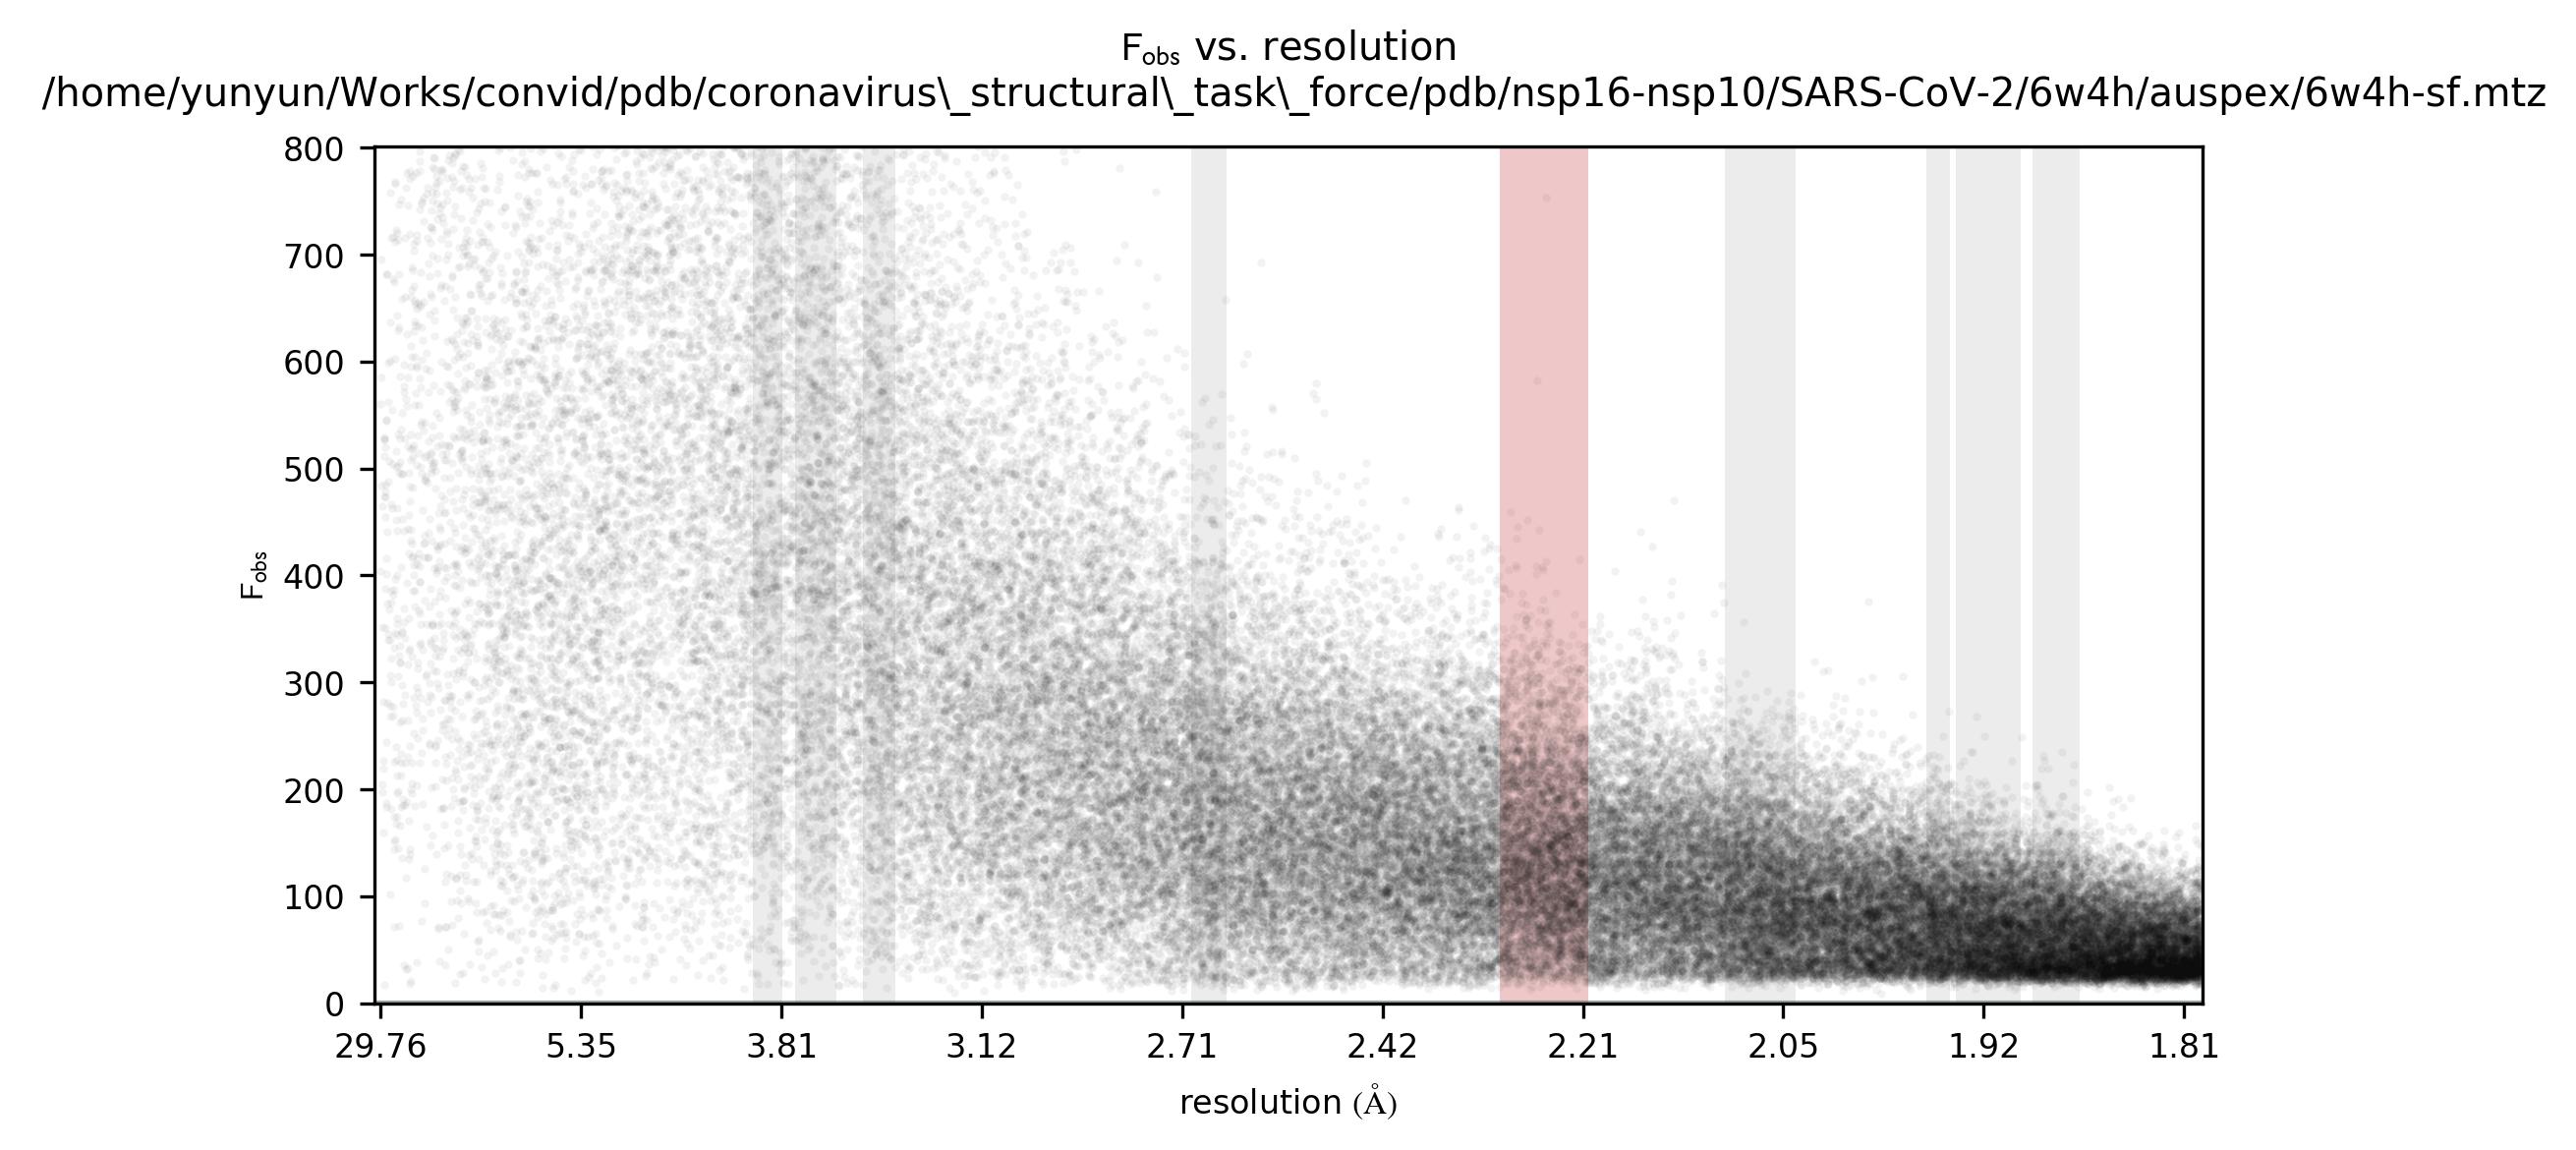 Fobs vs. resolution
/home/yunyun/Works/convid/pdb/coronavirus\_structural\_task\_force/pdb/nsp16-nsp10/SARS-CoV-2/6w4h/auspex/6w4h-sf.mtz
800
700
600
500
400
300
200
100
0
Fobs
29.76 5.35 3.81 3.12 2.71 2.42 2.21 2.05 1.92 1.81
resolution (Å)